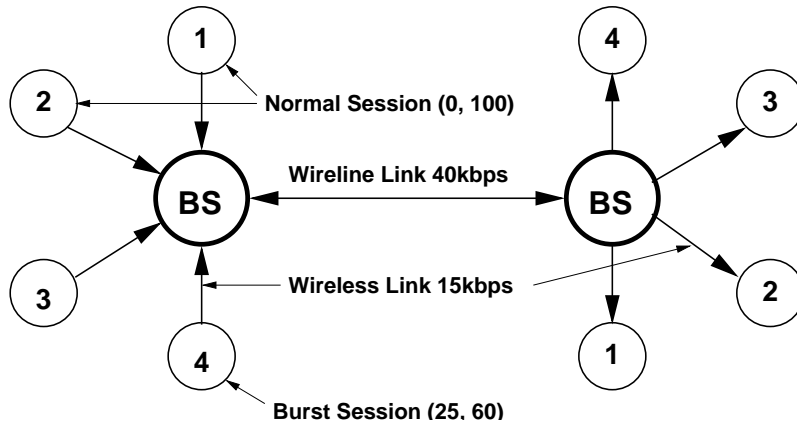 1
4
2
3
Normal Session (0, 100)
Wireline Link 40kbps
BS
BS
3
Wireless Link 15kbps
2
4
1
Burst Session (25, 60)